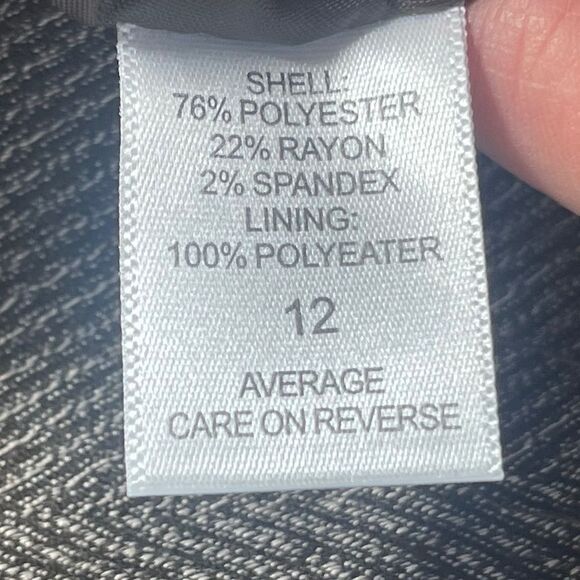 SHELL:
76% POLYESTER
22% RAYON
2% SPANDEX
LINING:
100% POLYEATER
12
AVERAGE
CARE ON REVERSE